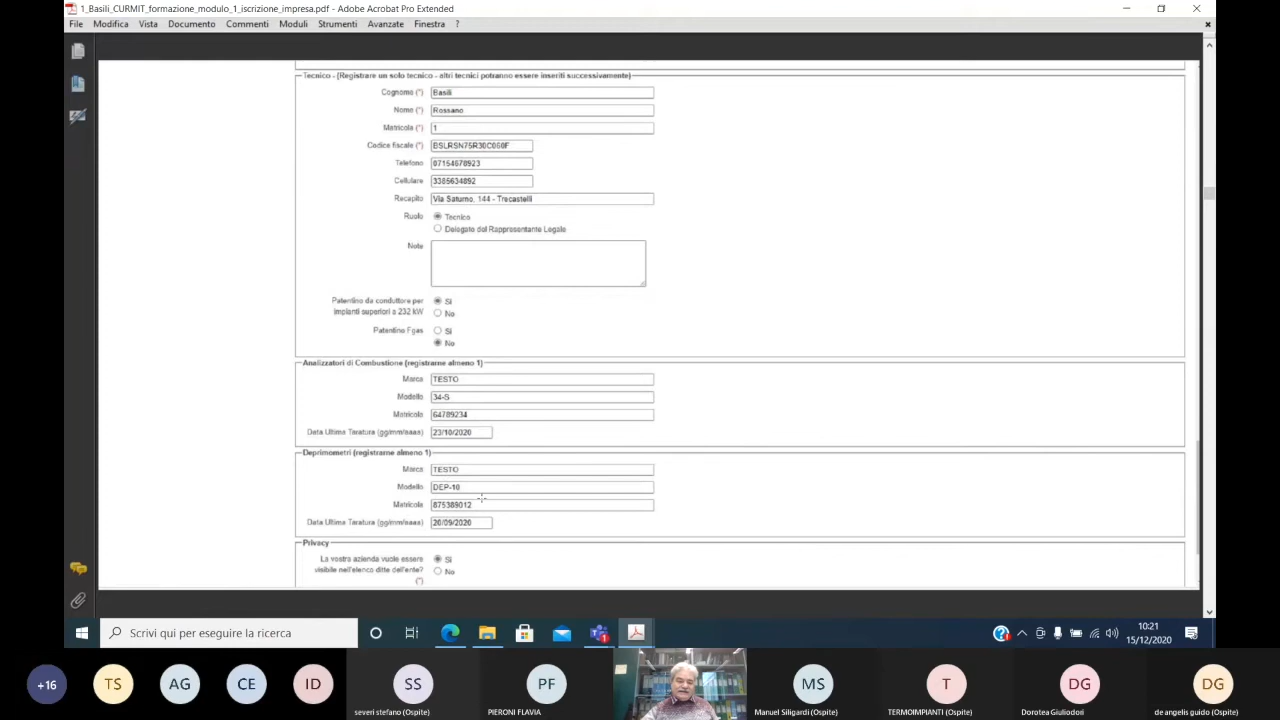 1_Basili_CURMIT_formazione_modulo_1_iscrizione_impresa.pdf - Adobe Acrobat Pro Extended
File Modifica Vista Documento Commenti Moduli Strumenti Avanzate Finestra ?
Tecnico - (Registrare un solo tecnico - altri tecnici potranno essere inseriti successivamente)
Cognome (*) Basili
Nome (*) Rossano
Matricola (*) 1
Codice fiscale (*) BSLRSN75R30C060F
Telefono 07154678923
Cellulare 3385634892
Recapito Via Saturno, 144 - Trecastelli
Ruolo Tecnico
Delegato del Rappresentante Legale
Note
Patentino da conduttore per impianti superiori a 232 kW Si
No
Patentino Fgas Si
No
Analizzatori di Combustione (registrarne almeno 1)
Marca TESTO
Modello 34-S
Matricola 64789234
Data Ultima Taratura (gg/mm/aaaa) 23/10/2020
Deprimometri (registrarne almeno 1)
Marca TESTO
Modello DEP-10
Matricola 875389012
Data Ultima Taratura (gg/mm/aaaa) 20/09/2020
Privacy
La vostra azienda vuole essere visibile nell'elenco ditte dell'ente? (*) Si
No
Scrivi qui per eseguire la ricerca
10:21
15/12/2020
+16 TS AG CE ID SS PF MS T DG DG
severi stefano (Ospite) PIERONI FLAVIA Manuel Siligardi (Ospite) TERMOIMPIANTI (Ospite) Dorotea Giuliodori de angelis guido (Ospite)